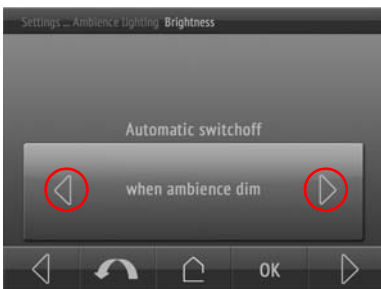 Settings ... Ambience lighting Brightness
Automatic switchoff
when ambience dim
OK